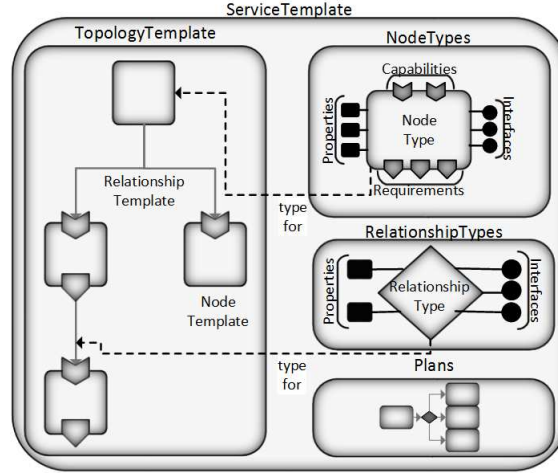 ServiceTemplate
TopologyTemplate
NodeTypes
Capabilities
Properties
Node
Type
Interfaces
Requirements
Relationship
Template
type
for
RelationshipTypes
Properties
Relationship
Type
Interfaces
Node
Template
type
for
Plans